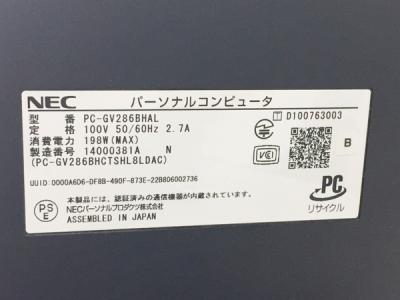 NEC パーソナルコンピュータ
型 番 PC-GV286BHAL
定 格 100V 50/60Hz 2.7A
消費電力 198W(MAX)
製造番号 14000381A N
(PC-GV286BHCTSHL8LDAC)
UUID:0000A6D6-DF8B-490F-873E-22B806002736
本製品には、認証済みの通信機器が内蔵されています。
NECパーソナルプロダクツ株式会社
ASSEMBLED IN JAPAN
PS
E
T D100763003
VCI
B
PC
リサイクル